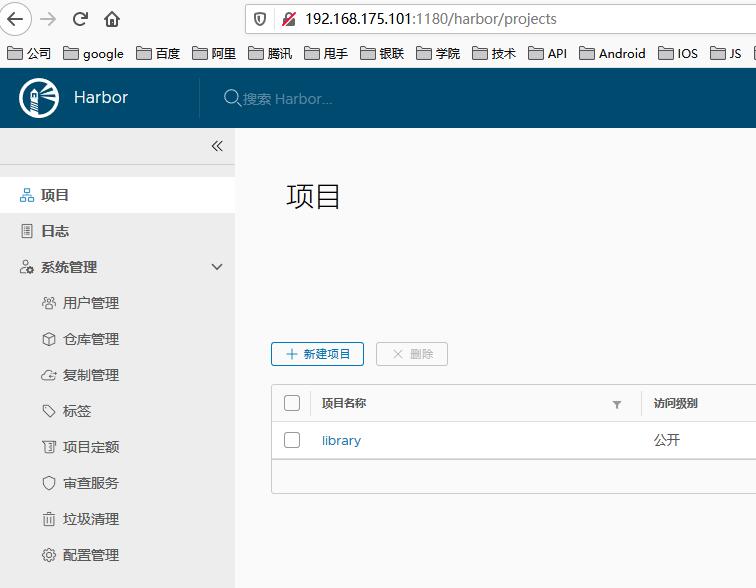 192.168.175.101:1180/harbor/projects
公司 google 百度 阿里 腾讯 甩手 银联 学院 技术 API Android IOS JS
Harbor 搜索 Harbor...
项目
日志
系统管理
用户管理
仓库管理
复制管理
标签
项目定额
审查服务
垃圾清理
配置管理
项目
新建项目 删除
项目名称 访问级别
library 公开